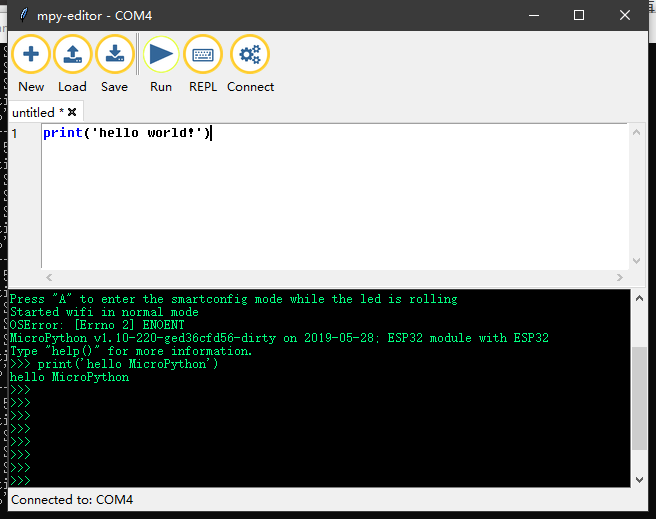 mpy-editor - COM4
New Load Save Run REPL Connect
untitled *
1 print('hello world!')
Press "A" to enter the smartconfig mode while the led is rolling
Started wifi in normal mode
OSError: [Errno 2] ENOENT
MicroPython v1.10-220-ged36cfd56-dirty on 2019-05-28; ESP32 module with ESP32
Type "help()" for more information.
>>> print('hello MicroPython')
hello MicroPython
>>>
>>>
>>>
>>>
>>>
>>>
>>>
>>>
Connected to: COM4